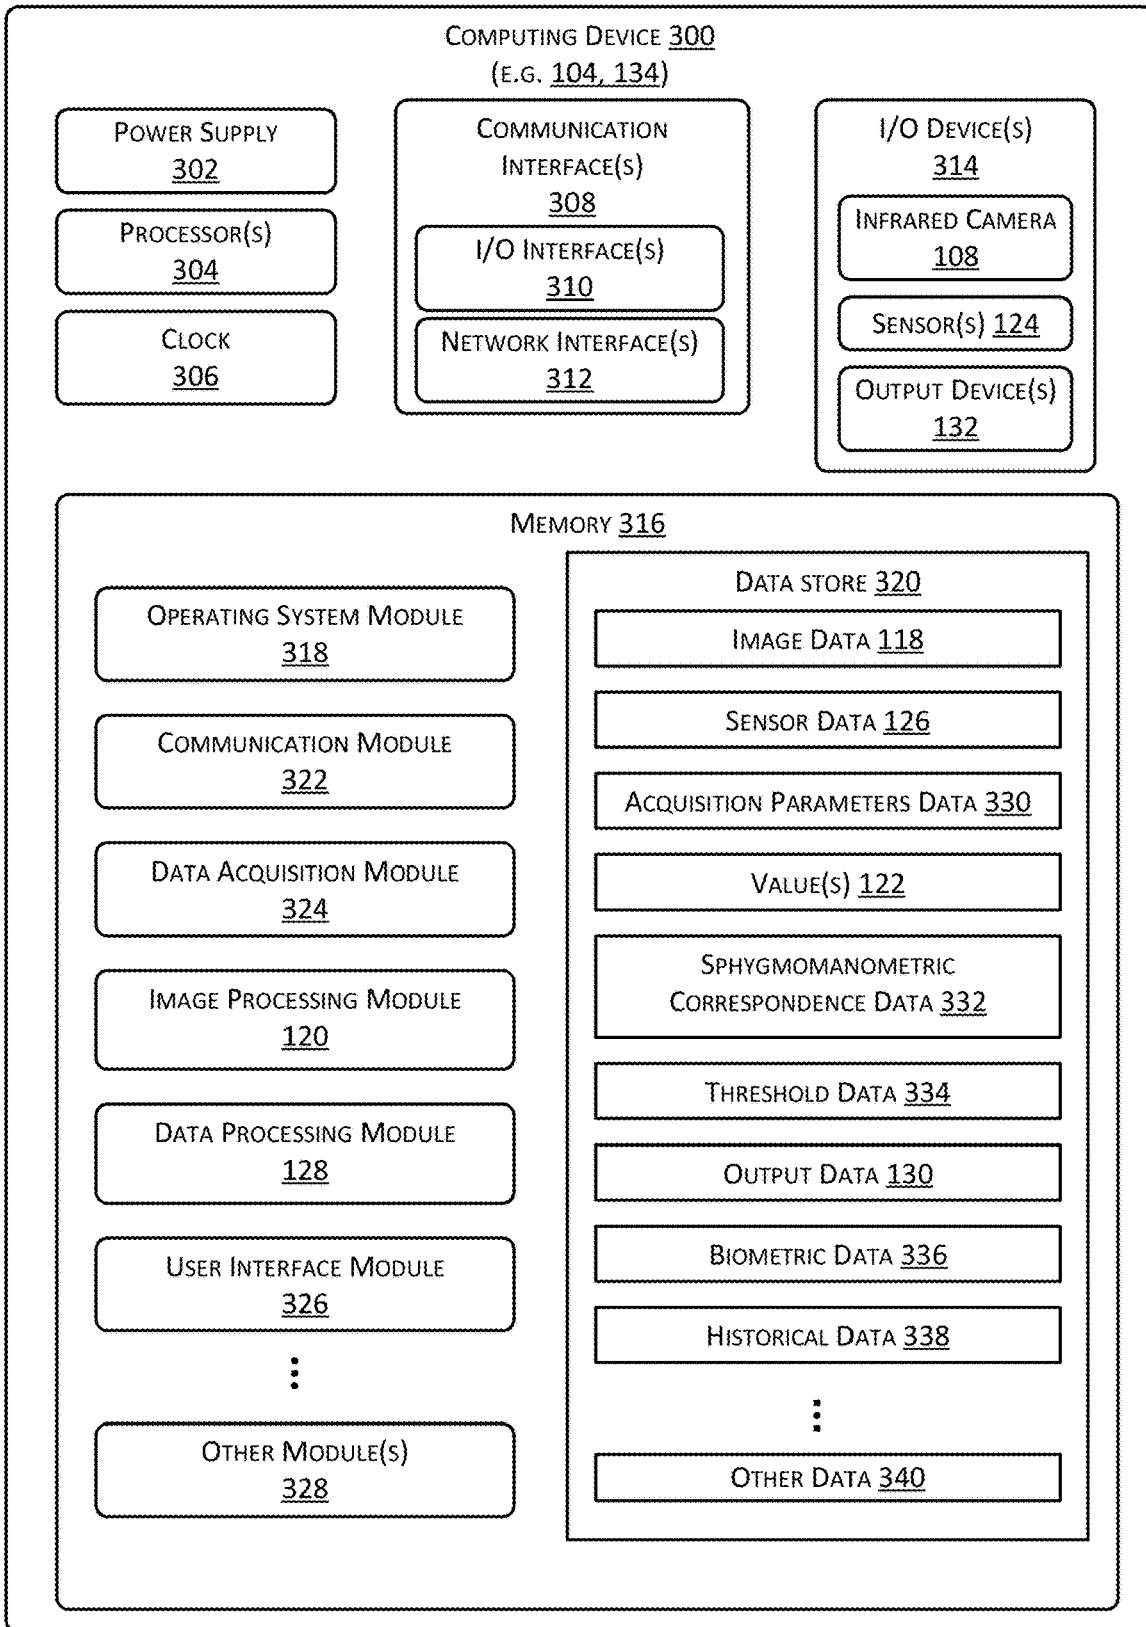 Computing Device 300
(e.g. 104, 134)
Power Supply
302
Processor(s)
304
Clock
306
Communication
Interface(s)
308
I/O Interface(s)
310
Network Interface(s)
312
I/O Device(s)
314
Infrared Camera
108
Sensor(s) 124
Output Device(s)
132
Memory 316
Operating System Module
318
Communication Module
322
Data Acquisition Module
324
Image Processing Module
120
Data Processing Module
128
User Interface Module
326
Other Module(s)
328
Data store 320
Image Data 118
Sensor Data 126
Acquisition Parameters Data 330
Value(s) 122
Sphygmomanometric
Correspondence Data 332
Threshold Data 334
Output Data 130
Biometric Data 336
Historical Data 338
Other Data 340